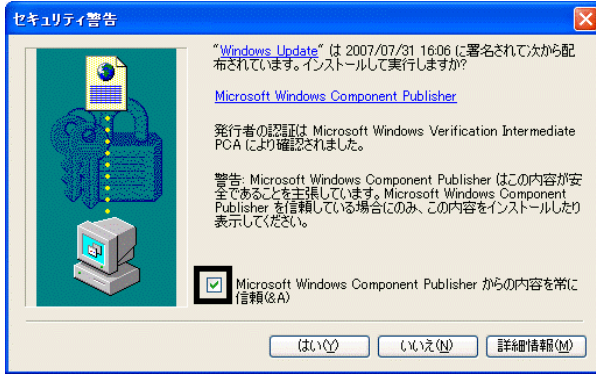 セキュリティ警告
"Windows Update" は 2007/07/31 16:06 に署名されて次から配
布されています。インストールして実行しますか?
Microsoft Windows Component Publisher
発行者の認証は Microsoft Windows Verification Intermediate
PCA により確認されました。
警告: Microsoft Windows Component Publisher はこの内容が安
全であることを主張しています。Microsoft Windows Component
Publisher を信頼している場合にのみ、この内容をインストールしたり
表示してください。
Microsoft Windows Component Publisher からの内容を常に
信頼(&A)
はい(Y) いいえ(N) 詳細情報(M)